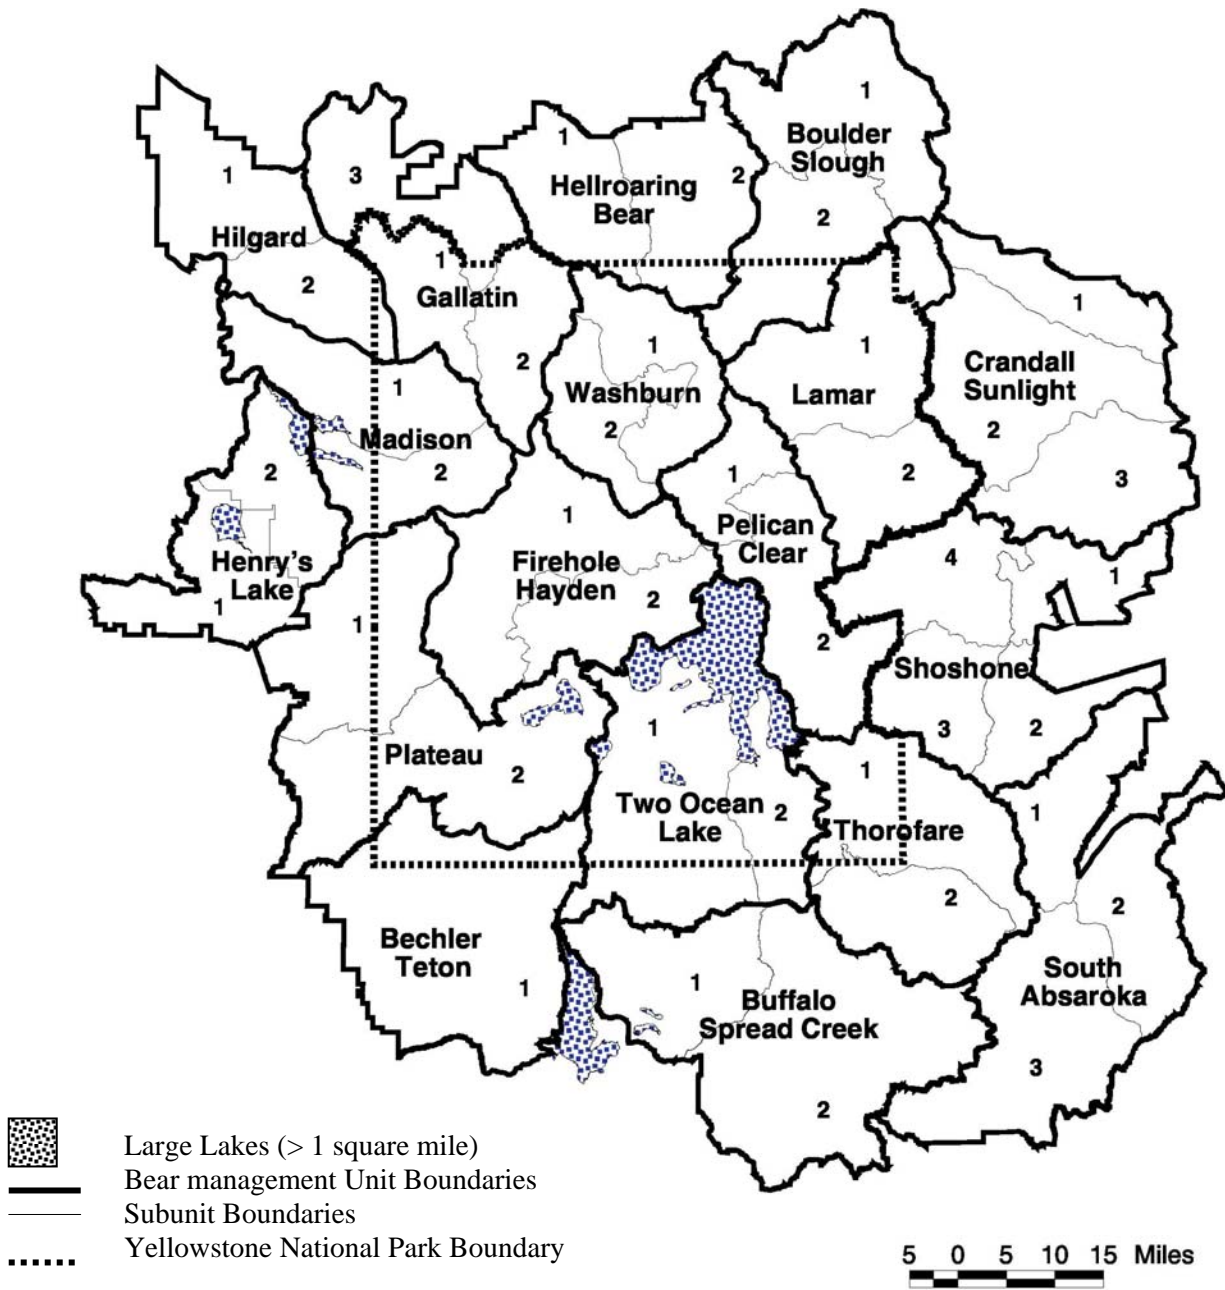 1
Boulder
Slough
1
2
1
3
Hellroaring
Bear
2
Hilgard
1
2
Gallatin
2
1
1
1
Crandall
Sunlight
2
1
Washburn
Lamar
1
Madison
2
2
2
2
1
2
3
Pelican
Clear
1
Henry's
Lake
1
Firehole
Hayden
2
4
1
1
2
Shoshone
1
3
2
Plateau
2
1
Two Ocean
Lake
2
Thorofare
1
2
2
Bechler
Teton
1
1
Buffalo
Spread Creek
South
Absaroka
3
2
Large Lakes (> 1 square mile)
Bear management Unit Boundaries
Subunit Boundaries
Yellowstone National Park Boundary
5 0 5 10 15 Miles